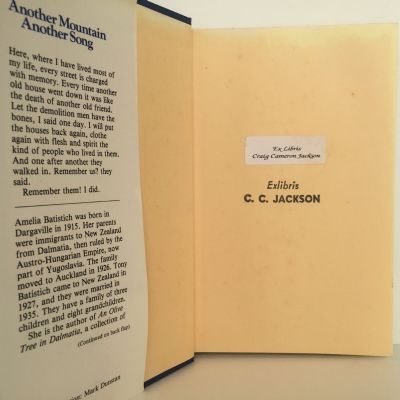 Another Mountain
Another Song
Here, where I have lived most of
my life, every street is charged
with memory. Every time another
old house went down it was like
the death of another old friend.
Let the demolition men have the
bones, I said one day. I will put
the houses back again, clothe
again with flesh and spirit the
kind of people who lived in them.
And one after another they
walked in. Remember us? they
said.
Remember them! I did.
Amelia Batistich was born in
Dargaville in 1915. Her parents
were immigrants to New Zealand
from Dalmatia, then ruled by the
Austro-Hungarian Empire, now
part of Yugoslavia. The family
moved to Auckland in 1926. Tony
Batistich came to New Zealand in
1927, and they were married in
1935. They have a family of three
children and eight grandchildren.
She is the author of An Olive
Tree in Dalmatia, a collection of
(Continued on back flap)
Mark Dunstan
Ex Libris
Craig Cameron Jackson
Exlibris
C. C. JACKSON